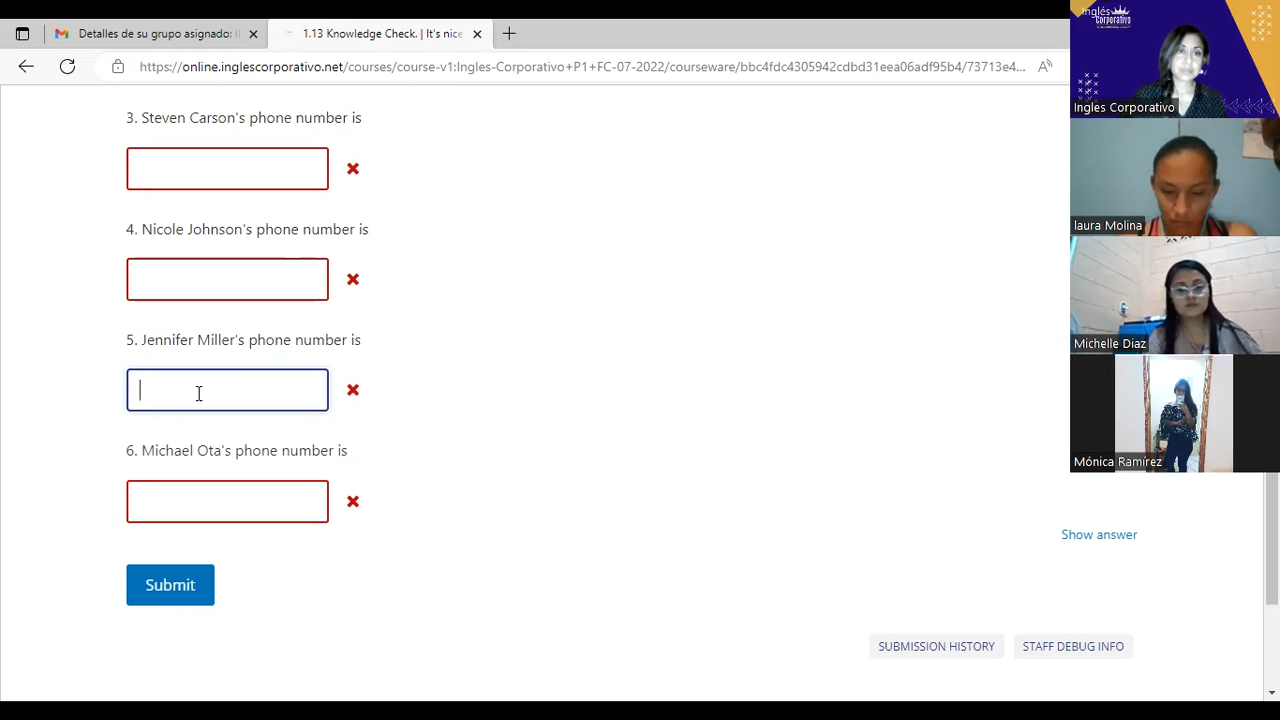 Detalles de su grupo asignado: I
1.13 Knowledge Check. | It's nice
https://online.inglescorporativo.net/courses/course-v1:Ingles-Corporativo+P1+FC-07-2022/courseware/bbc4fdc4305942cdbd31eea06adf95b4/73713e4...
3. Steven Carson's phone number is
4. Nicole Johnson's phone number is
5. Jennifer Miller's phone number is
6. Michael Ota's phone number is
Show answer
Submit
SUBMISSION HISTORY
STAFF DEBUG INFO
Inglés
Corporativo
Ingles Corporativo
laura Molina
Michelle Diaz
Mónica Ramírez